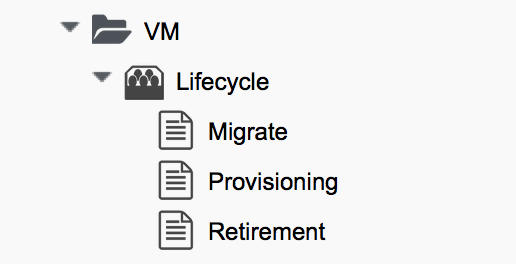 VM
Lifecycle
Migrate
Provisioning
Retirement